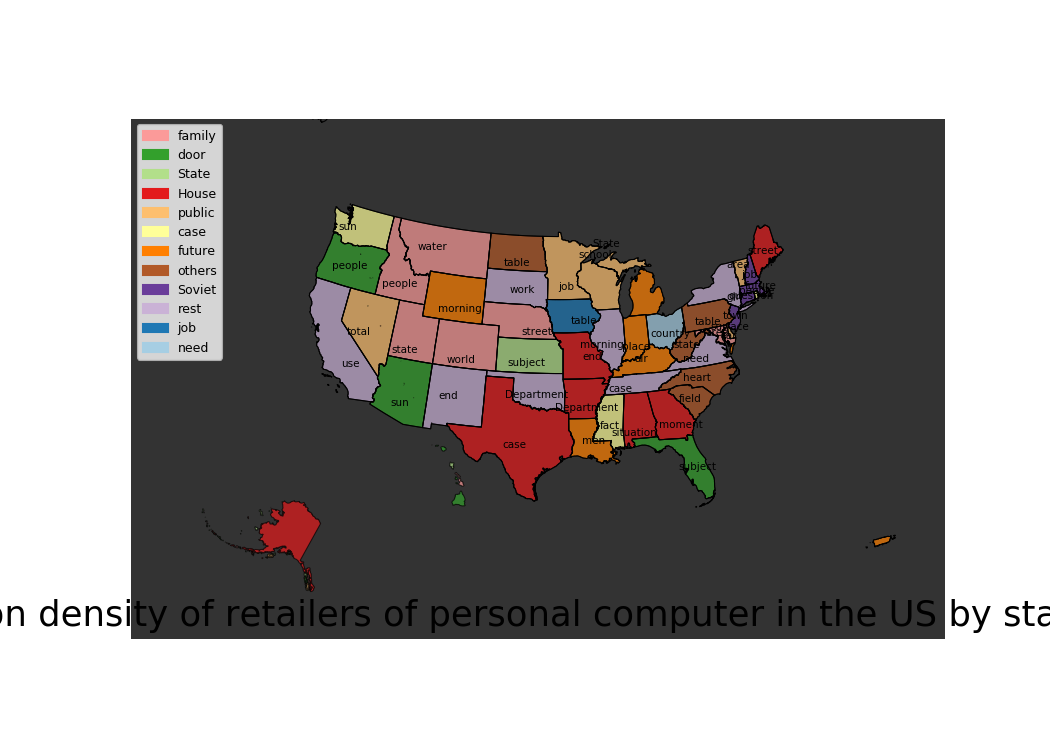 family
door
State
House
public
case
future
others
Soviet
rest
job
need
sun
water
State
school
street
people
table
area
job
people
work
job
morning
table
table
town
total
street
country
state
morning
place
state
world
end
air
need
use
subject
heart
sun
end
Department
case
field
Department
fact
moment
case
men
situation
subject
on density of retailers of personal computer in the US by sta